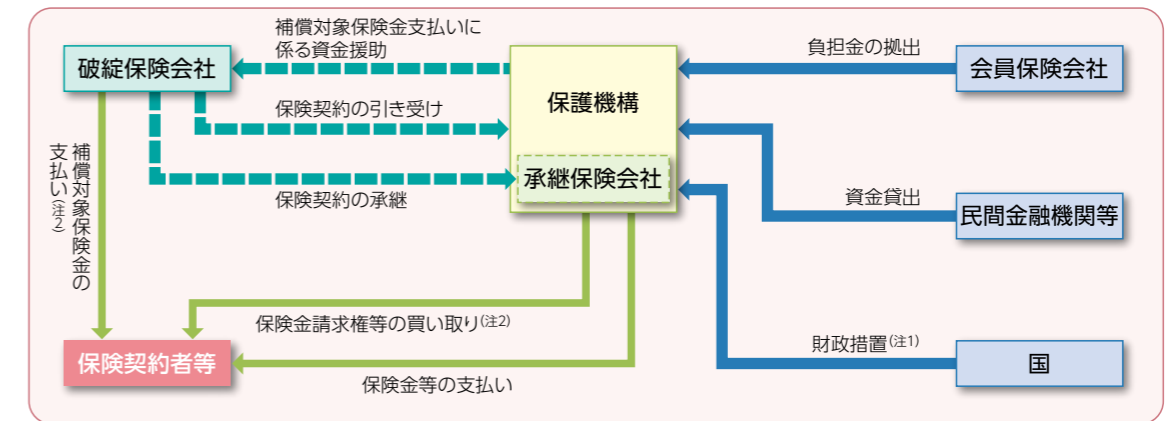 補償対象保険金支払いに
係る資金援助
負担金の拠出
破綻保険会社
会員保険会社
保護機構
保険契約の引き受け
補償対象保険金の
支払い(注2)
承継保険会社
保険契約の承継
資金貸出
民間金融機関等
保険金請求権等の買い取り(注2)
財政措置(注1)
保険契約者等
国
保険金等の支払い